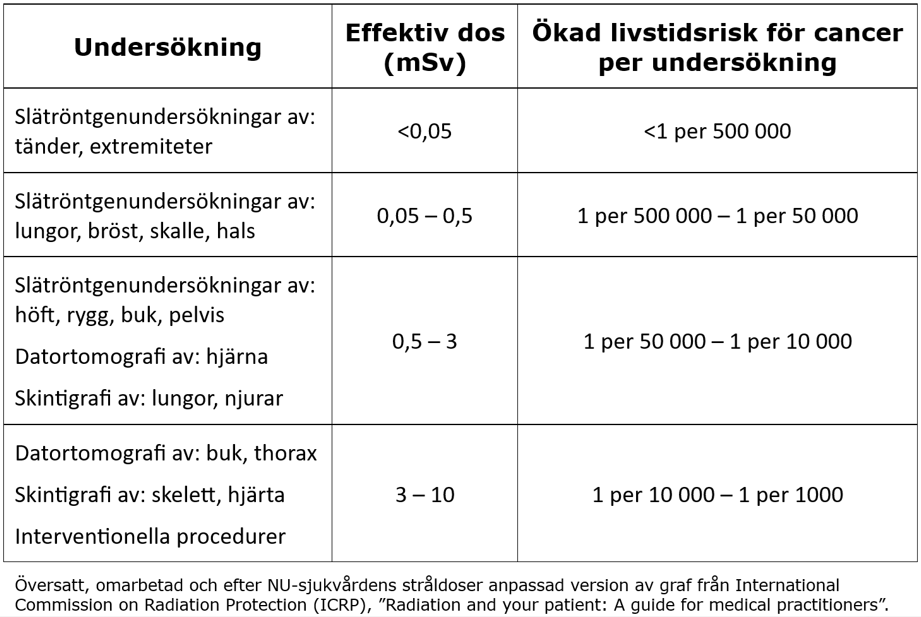 Undersökning
Effektiv dos
(mSv)
Ökad livstidsrisk för cancer
per undersökning
Slätröntgenundersökningar av:
tänder, extremiteter
<0,05
<1 per 500 000
Slätröntgenundersökningar av:
lungor, bröst, skalle, hals
0,05 – 0,5
1 per 500 000 – 1 per 50 000
Slätröntgenundersökningar av:
höft, rygg, buk, pelvis
Datortomografi av: hjärna
Skintigrafi av: lungor, njurar
0,5 – 3
1 per 50 000 – 1 per 10 000
Datortomografi av: buk, thorax
Skintigrafi av: skelett, hjärta
Interventionella procedurer
3 – 10
1 per 10 000 – 1 per 1000
Översatt, omarbetad och efter NU-sjukvårdens stråldoser anpassad version av graf från International
Commission on Radiation Protection (ICRP), ”Radiation and your patient: A guide for medical practitioners”.